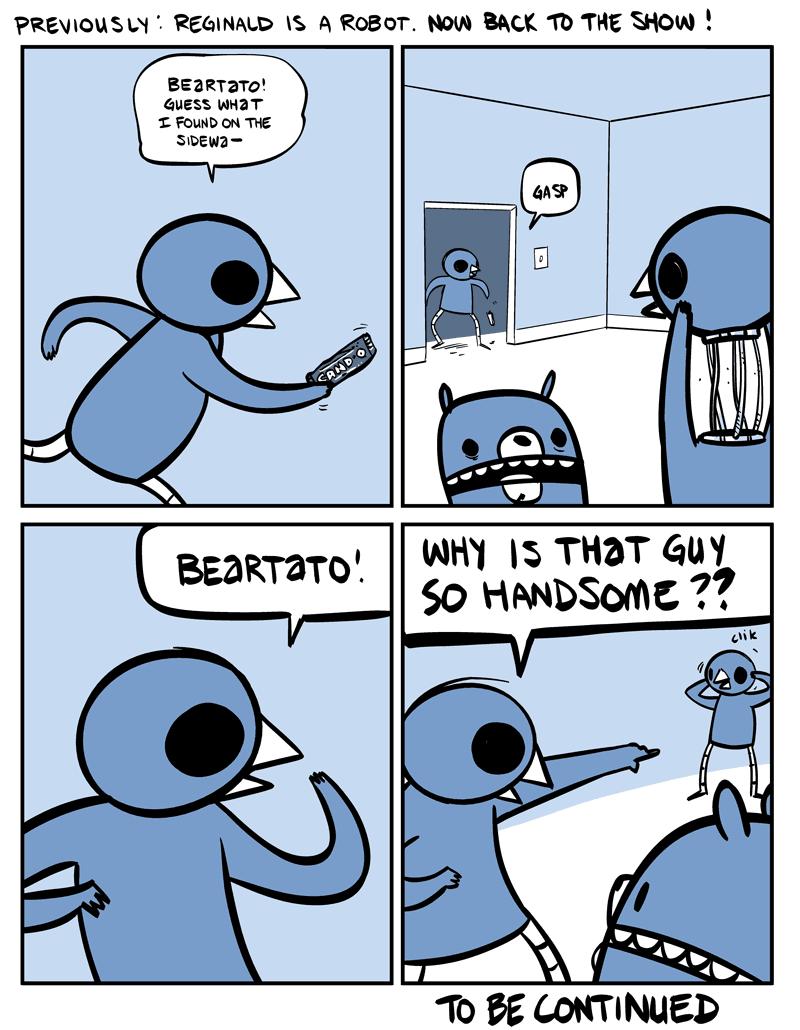 PREVIOUSLY: REGINALD IS A ROBOT. NOW BACK TO THE SHOW!
BEARTATO!
GUESS WHAT
I FOUND ON THE
SIDEWA—
CAND
GASP
BEARTATO!
WHY IS THAT GUY
SO HANDSOME??
clik
TO BE CONTINUED